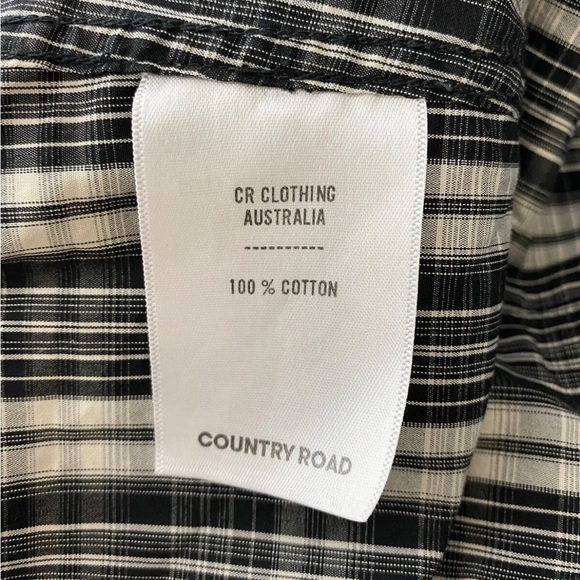 CR CLOTHING
AUSTRALIA
----------
100 % COTTON
COUNTRY ROAD